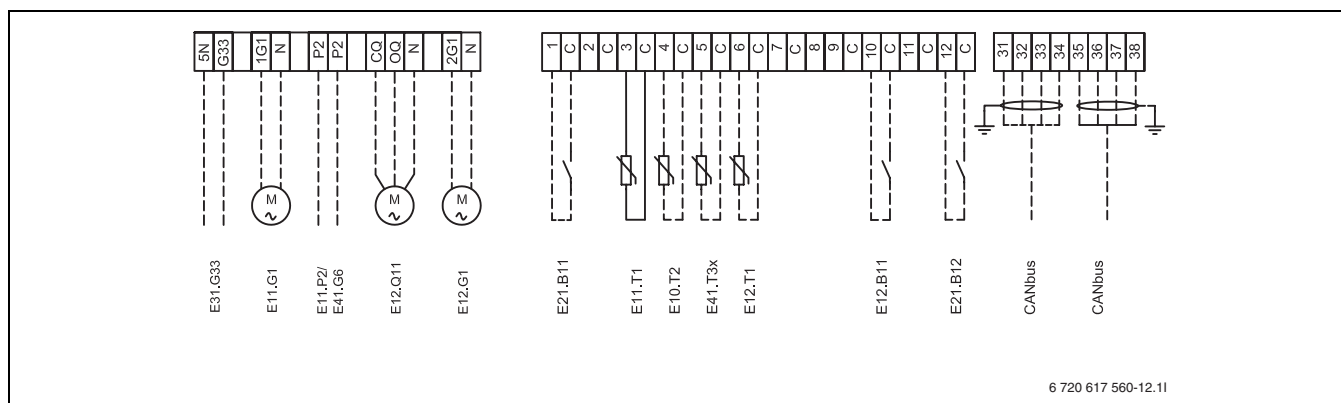 5N G33 1G1 N P2 P2 CQ OQ N 2G1 N
1 C 2 C 3 C 4 C 5 C 6 C 7 C 8 C 9 C 10 C 11 C 12 C
31 32 33 34 35 36 37 38
M
M
M
E31.G33
E11.G1
E11.P2/
E41.G6
E12.Q11
E12.G1
E21.B11
E11.T1
E10.T2
E41.T3x
E12.T1
E12.B11
E21.B12
CANbus
CANbus
6 720 617 560-12.1I